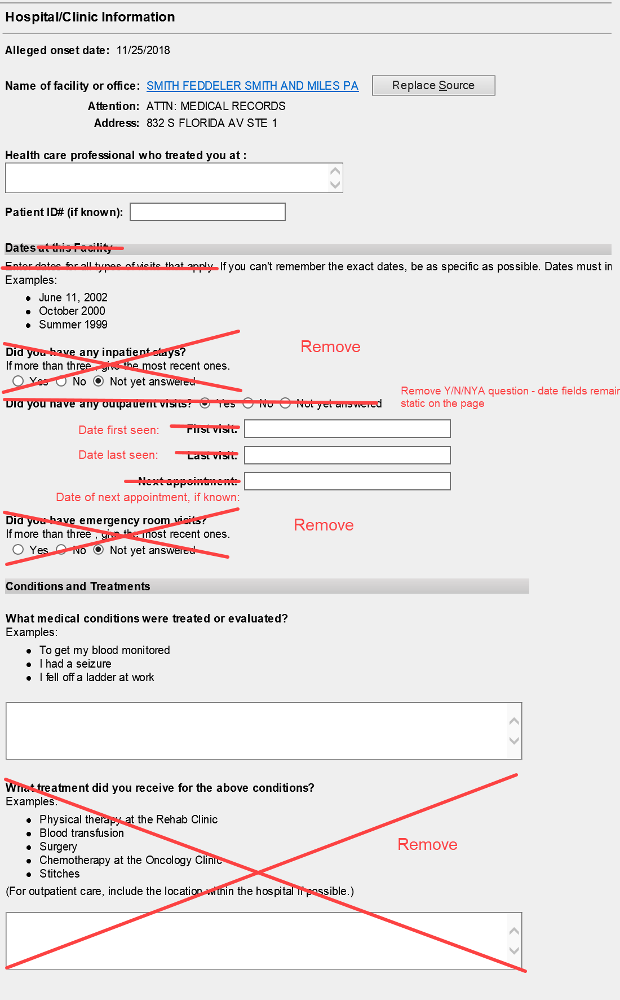 Hospital/Clinic Information
Alleged onset date: 11/25/2018
Name of facility or office: SMITH FEDDELER SMITH AND MILES PA Replace Source
Attention: ATTN: MEDICAL RECORDS
Address: 832 S FLORIDA AV STE 1
Health care professional who treated you at :
Patient ID# (if known):
Dates at this Facility
Enter dates for all types of visits that apply. If you can't remember the exact dates, be as specific as possible. Dates must in
Examples:
June 11, 2002
October 2000
Summer 1999
Did you have any inpatient stays?
Remove
If more than three , give the most recent ones.
Yes No Not yet answered
Remove Y/N/NYA question - date fields remain
static on the page
Did you have any outpatient visits? Yes No Not yet answered
Date first seen: First visit:
Date last seen: Last visit:
Next appointment:
Date of next appointment, if known:
Did you have emergency room visits?
Remove
If more than three , give the most recent ones.
Yes No Not yet answered
Conditions and Treatments
What medical conditions were treated or evaluated?
Examples:
To get my blood monitored
I had a seizure
I fell off a ladder at work
What treatment did you receive for the above conditions?
Examples:
Physical therapy at the Rehab Clinic
Blood transfusion
Surgery
Remove
Chemotherapy at the Oncology Clinic
Stitches
(For outpatient care, include the location within the hospital if possible.)